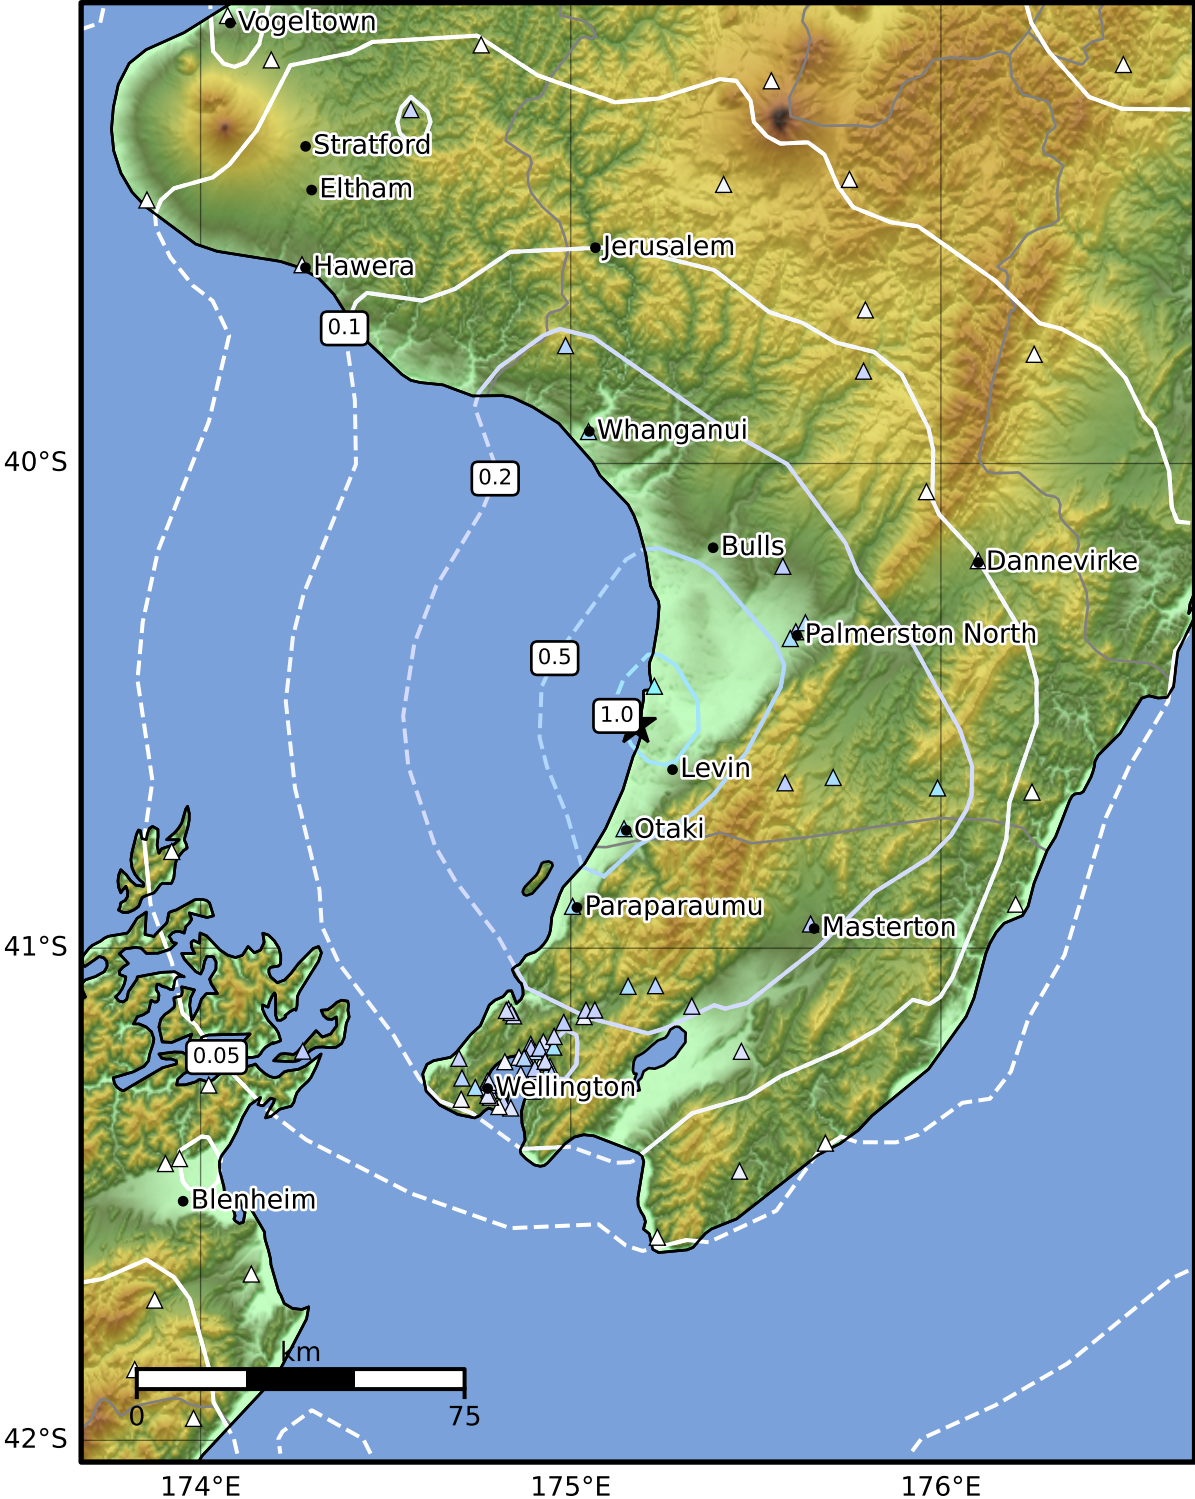 Vogeltown
Stratford
Eltham
Jerusalem
Hawera
0.1
Whanganui
40°S
0.2
Bulls
Dannevirke
Palmerston North
0.5
1.0
Levin
Otaki
Paraparaumu
Masterton
41°S
0.05
Wellington
Blenheim
km
0 75
42°S
174°E 175°E 176°E